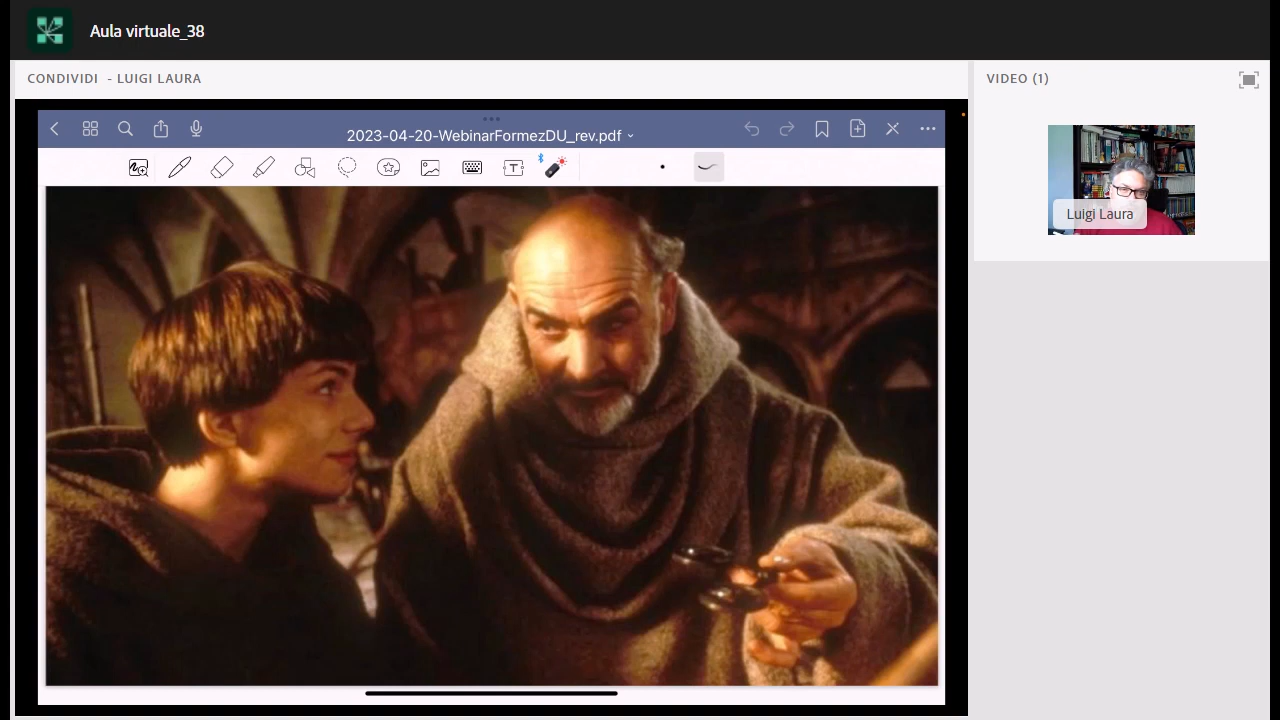 Aula virtuale_38
CONDIVIDI - LUIGI LAURA
VIDEO (1)
2023-04-20-WebinarFormezDU_rev.pdf
T
Luigi Laura